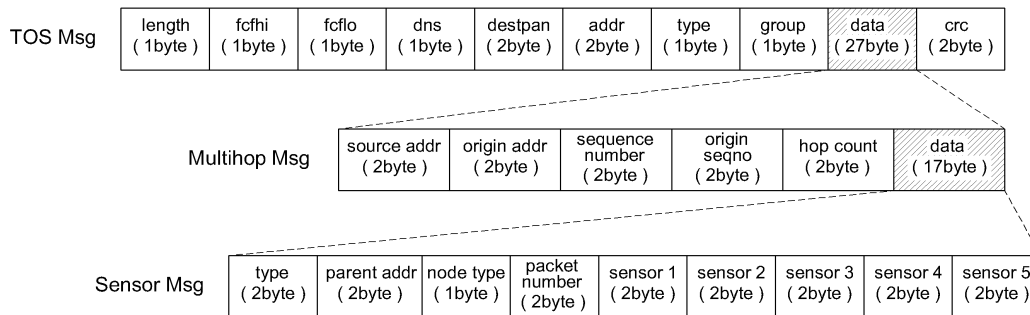 TOS Msg
length
( 1byte )
fcfhi
( 1byte )
fcflo
( 1byte )
dns
( 1byte )
destpan
( 2byte )
addr
( 2byte )
type
( 1byte )
group
( 1byte )
data
( 27byte )
crc
( 2byte )
Multihop Msg
source addr
( 2byte )
origin addr
( 2byte )
sequence
number
( 2byte )
origin
seqno
( 2byte )
hop count
( 2byte )
data
( 17byte )
Sensor Msg
type
( 2byte )
parent addr
( 2byte )
node type
( 1byte )
packet
number
( 2byte )
sensor 1
( 2byte )
sensor 2
( 2byte )
sensor 3
( 2byte )
sensor 4
( 2byte )
sensor 5
( 2byte )